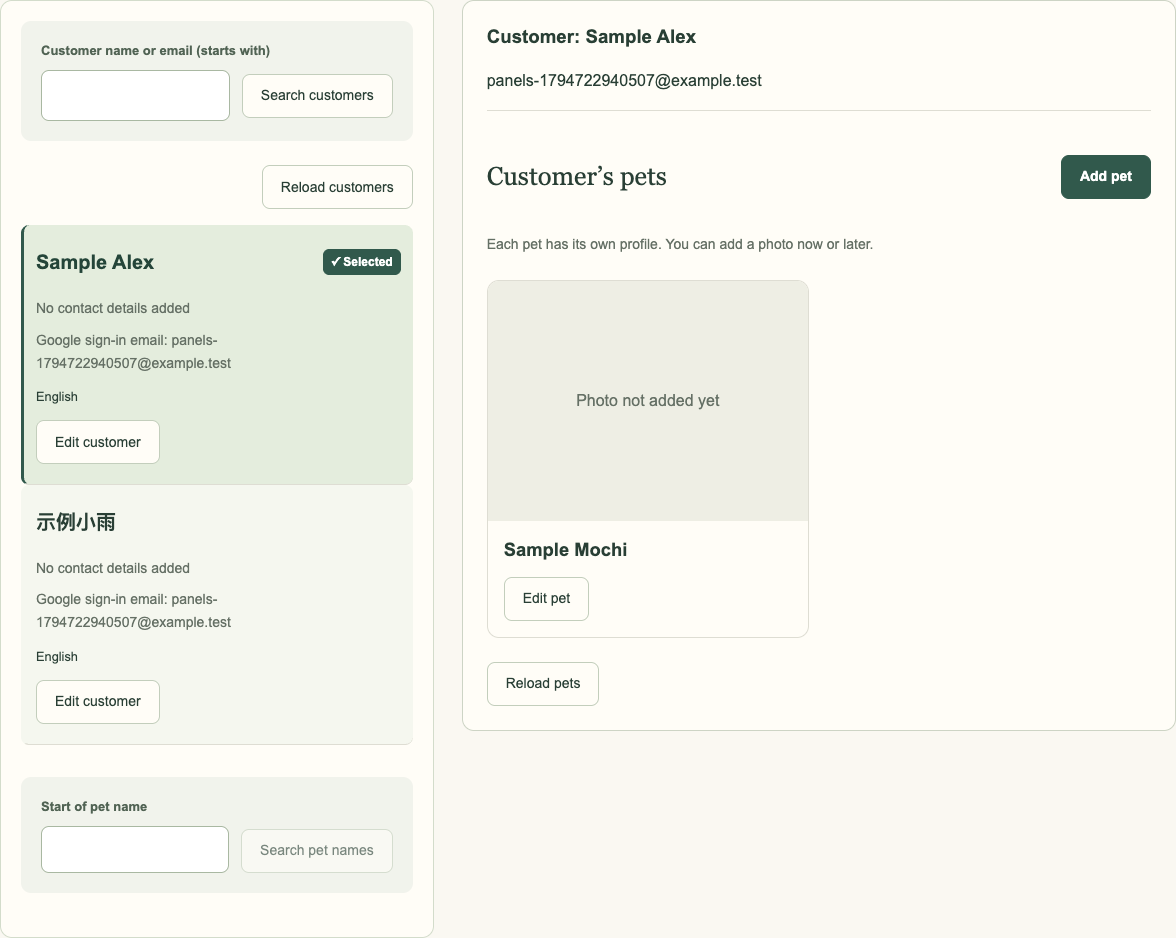 Customer name or email (starts with)
Search customers
Reload customers
Sample Alex
✓ Selected
No contact details added
Google sign-in email: panels-
1794722940507@example.test
English
Edit customer
示例小雨
No contact details added
Google sign-in email: panels-
1794722940507@example.test
English
Edit customer
Start of pet name
Search pet names
Customer: Sample Alex
panels-1794722940507@example.test
Customer’s pets
Add pet
Each pet has its own profile. You can add a photo now or later.
Photo not added yet
Sample Mochi
Edit pet
Reload pets